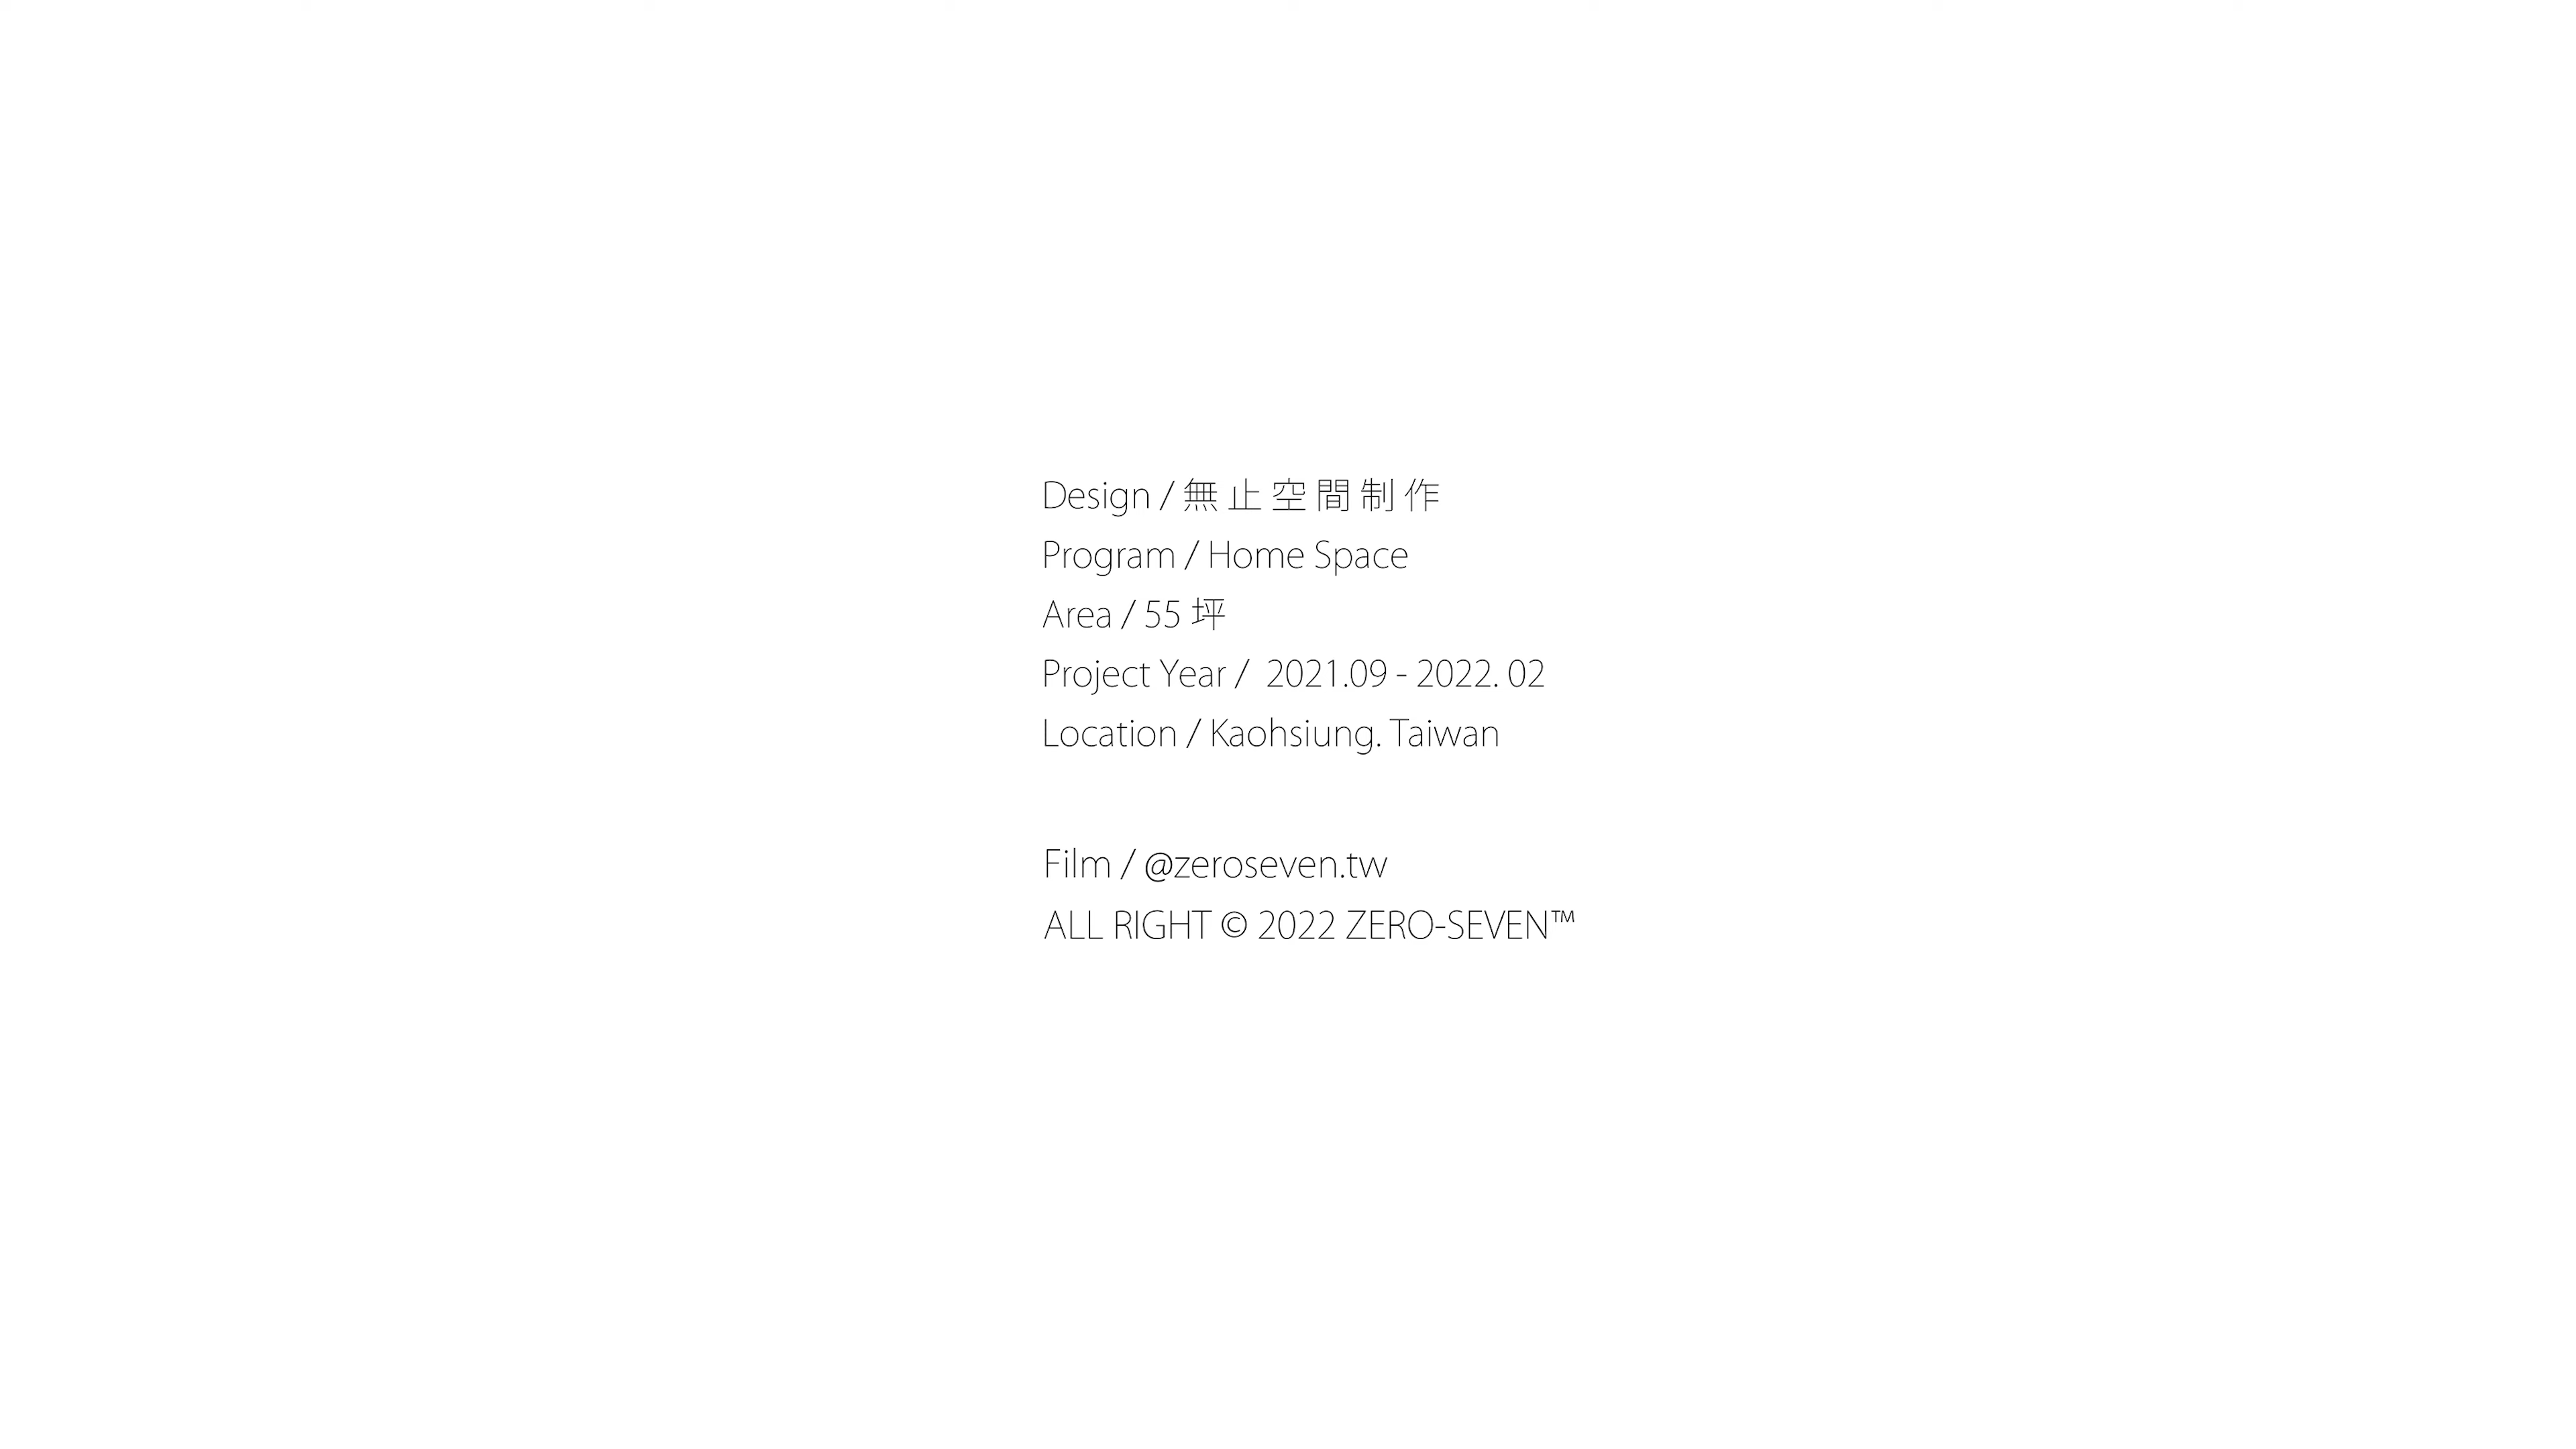 Design / 無止空間制作
Program / Home Space
Area / 55 坪
Project Year /  2021.09 - 2022. 02
Location / Kaohsiung. Taiwan
Film / @zeroseven.tw
ALL RIGHT © 2022 ZERO-SEVEN™